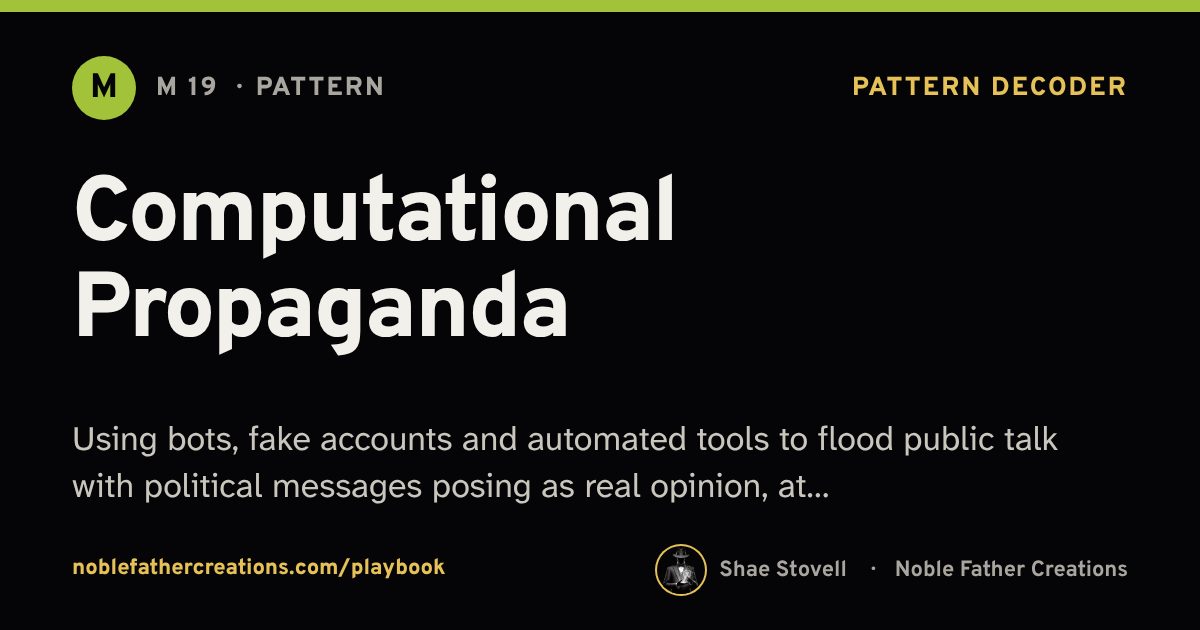 M
M 19 · PATTERN
PATTERN DECODER
Computational
Propaganda
Using bots, fake accounts and automated tools to flood public talk
with political messages posing as real opinion, at...
noblefathercreations.com/playbook
Shae Stovell · Noble Father Creations